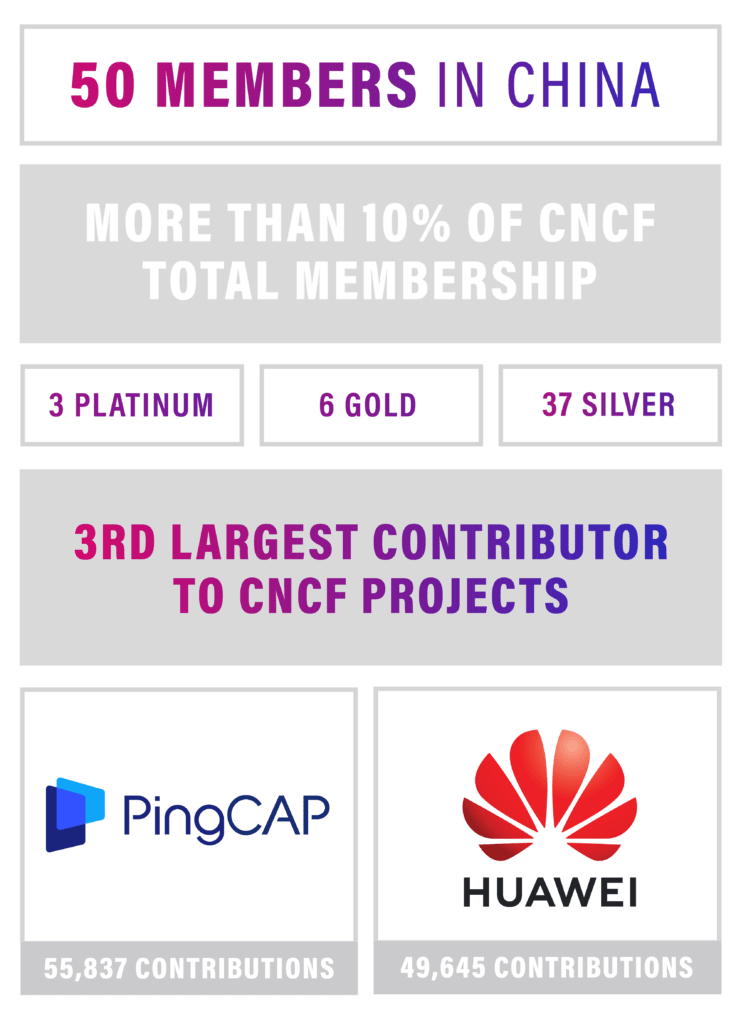 50 MEMBERS IN CHINA
MORE THAN 10% OF CNCF
TOTAL MEMBERSHIP
3 PLATINUM
6 GOLD
37 SILVER
3RD LARGEST CONTRIBUTOR
TO CNCF PROJECTS
PingCAP
55,837 CONTRIBUTIONS
HUAWEI
49,645 CONTRIBUTIONS